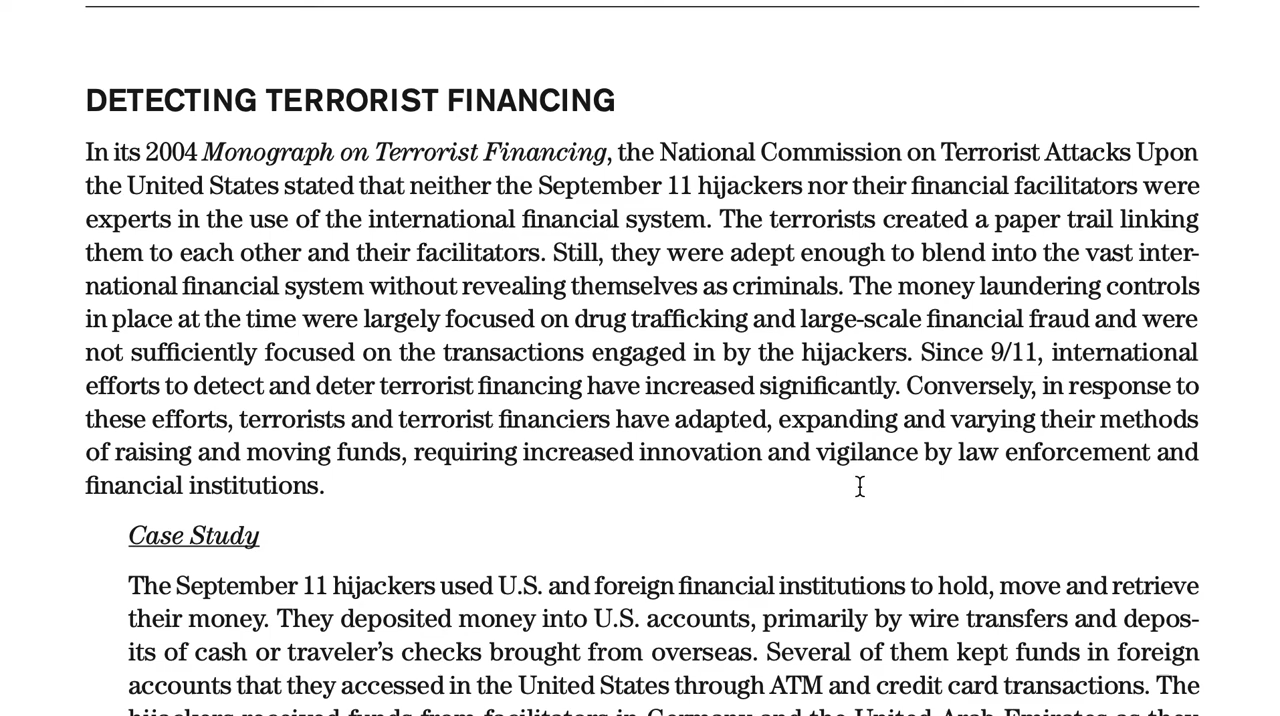 DETECTING TERRORIST FINANCING
In its 2004 Monograph on Terrorist Financing, the National Commission on Terrorist Attacks Upon
the United States stated that neither the September 11 hijackers nor their financial facilitators were
experts in the use of the international financial system. The terrorists created a paper trail linking
them to each other and their facilitators. Still, they were adept enough to blend into the vast inter-
national financial system without revealing themselves as criminals. The money laundering controls
in place at the time were largely focused on drug trafficking and large-scale financial fraud and were
not sufficiently focused on the transactions engaged in by the hijackers. Since 9/11, international
efforts to detect and deter terrorist financing have increased significantly. Conversely, in response to
these efforts, terrorists and terrorist financiers have adapted, expanding and varying their methods
of raising and moving funds, requiring increased innovation and vigilance by law enforcement and
financial institutions.
Case Study
The September 11 hijackers used U.S. and foreign financial institutions to hold, move and retrieve
their money. They deposited money into U.S. accounts, primarily by wire transfers and depos-
its of cash or traveler's checks brought from overseas. Several of them kept funds in foreign
accounts that they accessed in the United States through ATM and credit card transactions. The
hijackers received funds from facilitators in Germany and the United Arab Emirates as they